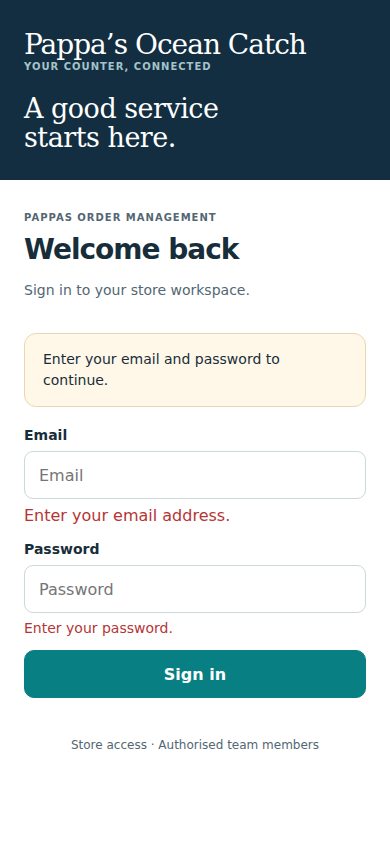 Pappa’s Ocean Catch
YOUR COUNTER, CONNECTED
A good service
starts here.
PAPPAS ORDER MANAGEMENT
Welcome back
Sign in to your store workspace.
Enter your email and password to
continue.
Email
Email
Enter your email address.
Password
Password
Enter your password.
Sign in
Store access · Authorised team members